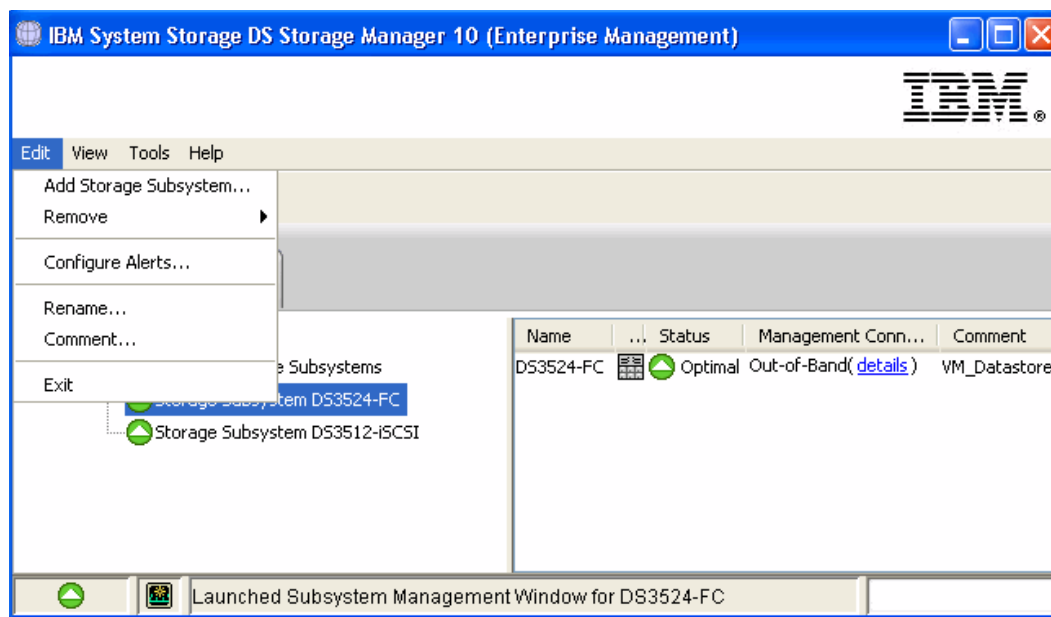 IBM System Storage DS Storage Manager 10 (Enterprise Management)
IBM®
Edit View Tools Help
Add Storage Subsystem...
Remove
Configure Alerts...
Rename...
Comment...
Exit
Subsystems
Storage Subsystem DS3524-FC
Storage Subsystem DS3512-iSCSI
Name ... Status Management Conn... Comment
DS3524-FC Optimal Out-of-Band(details) VM_Datastore
Launched Subsystem Management Window for DS3524-FC